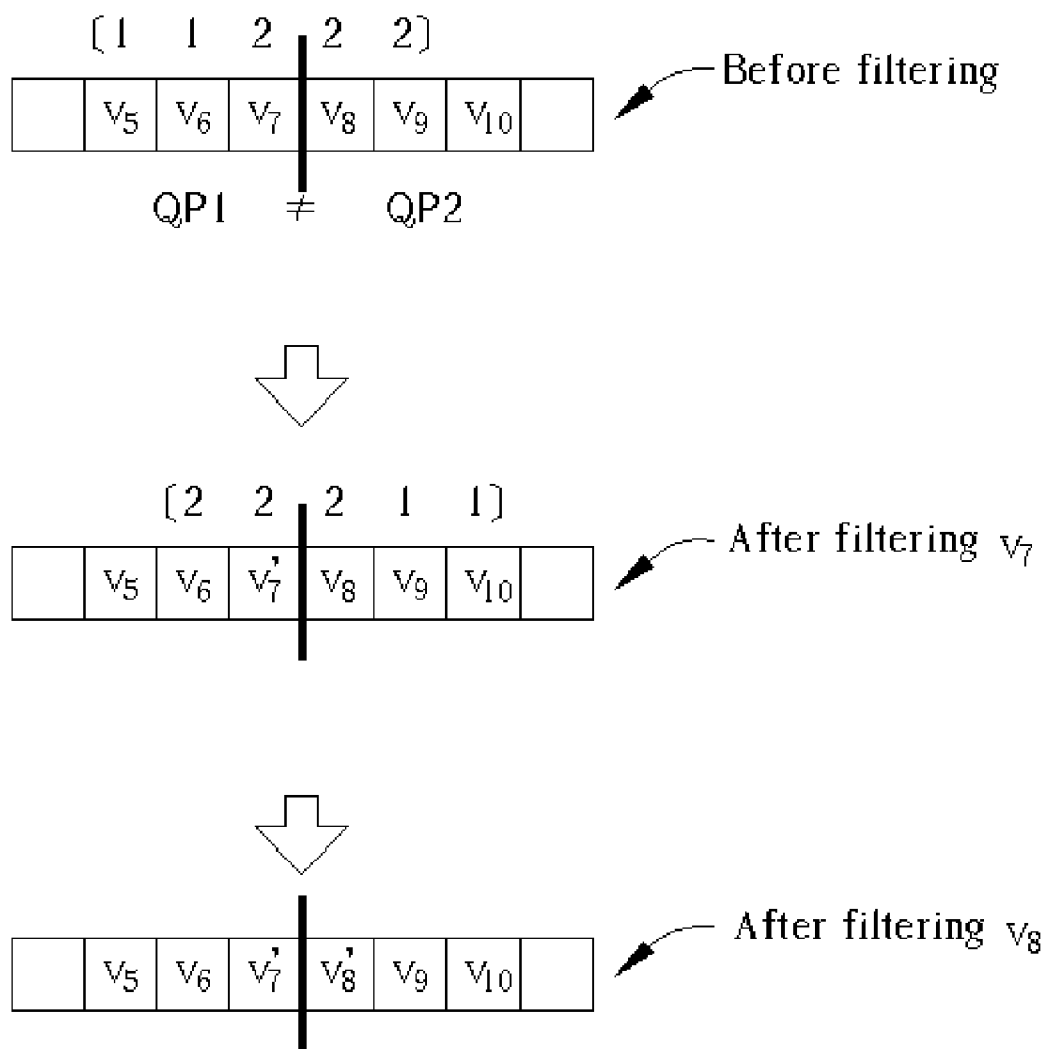 [1 1 2 2 2]
v₅ v₆ v₇ v₈ v₉ v₁₀
Before filtering
QP1 ≠ QP2
[2 2 2 1 1]
v₅ v₆ v₇' v₈ v₉ v₁₀
After filtering v₇
v₅ v₆ v₇' v₈' v₉ v₁₀
After filtering v₈